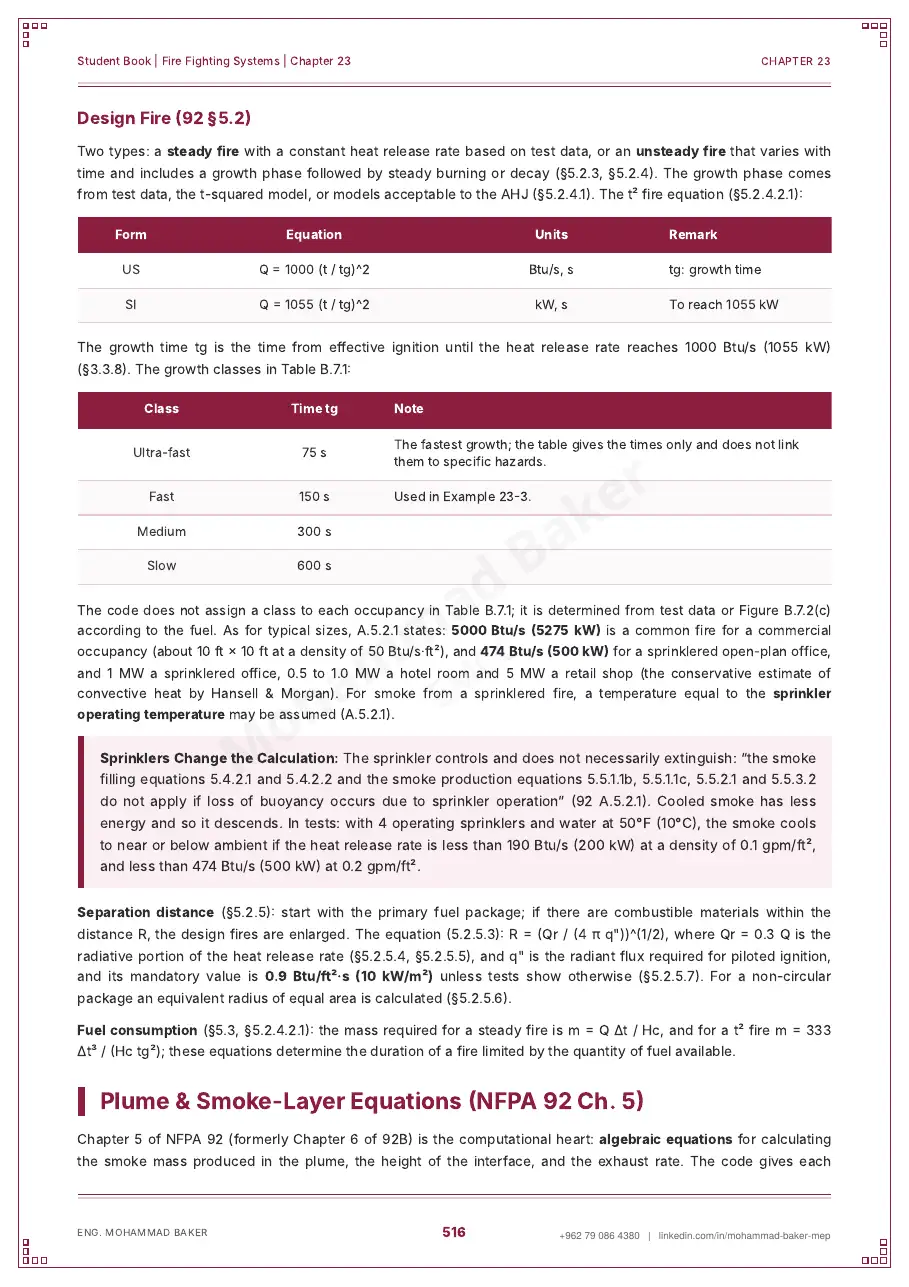 Student Book | Fire Fighting Systems | Chapter 23
CHAPTER 23
Design Fire (92 §5.2)
Two types: a steady fire with a constant heat release rate based on test data, or an unsteady fire that varies with
time and includes a growth phase followed by steady burning or decay (§5.2.3, §5.2.4). The growth phase comes
from test data, the t-squared model, or models acceptable to the AHJ (§5.2.4.1). The t² fire equation (§5.2.4.2.1):
Form Equation Units Remark
US Q = 1000 (t / tg)^2 Btu/s, s tg: growth time
SI Q = 1055 (t / tg)^2 kW, s To reach 1055 kW
The growth time tg is the time from effective ignition until the heat release rate reaches 1000 Btu/s (1055 kW)
(§3.3.8). The growth classes in Table B.7.1:
Class Time tg Note
Ultra-fast 75 s The fastest growth; the table gives the times only and does not link
them to specific hazards.
Fast 150 s Used in Example 23-3.
Medium 300 s
Slow 600 s
The code does not assign a class to each occupancy in Table B.7.1; it is determined from test data or Figure B.7.2(c)
according to the fuel. As for typical sizes, A.5.2.1 states: 5000 Btu/s (5275 kW) is a common fire for a commercial
occupancy (about 10 ft × 10 ft at a density of 50 Btu/s·ft²), and 474 Btu/s (500 kW) for a sprinklered open-plan office,
and 1 MW a sprinklered office, 0.5 to 1.0 MW a hotel room and 5 MW a retail shop (the conservative estimate of
convective heat by Hansell & Morgan). For smoke from a sprinklered fire, a temperature equal to the sprinkler
operating temperature may be assumed (A.5.2.1).
Sprinklers Change the Calculation: The sprinkler controls and does not necessarily extinguish: "the smoke
filling equations 5.4.2.1 and 5.4.2.2 and the smoke production equations 5.5.1.1b, 5.5.1.1c, 5.5.2.1 and 5.5.3.2
do not apply if loss of buoyancy occurs due to sprinkler operation" (92 A.5.2.1). Cooled smoke has less
energy and so it descends. In tests: with 4 operating sprinklers and water at 50°F (10°C), the smoke cools
to near or below ambient if the heat release rate is less than 190 Btu/s (200 kW) at a density of 0.1 gpm/ft²,
and less than 474 Btu/s (500 kW) at 0.2 gpm/ft².
Separation distance (§5.2.5): start with the primary fuel package; if there are combustible materials within the
distance R, the design fires are enlarged. The equation (5.2.5.3): R = (Qr / (4 π q"))^(1/2), where Qr = 0.3 Q is the
radiative portion of the heat release rate (§5.2.5.4, §5.2.5.5), and q" is the radiant flux required for piloted ignition,
and its mandatory value is 0.9 Btu/ft²·s (10 kW/m²) unless tests show otherwise (§5.2.5.7). For a non-circular
package an equivalent radius of equal area is calculated (§5.2.5.6).
Fuel consumption (§5.3, §5.2.4.2.1): the mass required for a steady fire is m = Q Δt / Hc, and for a t² fire m = 333
Δt³ / (Hc tg²); these equations determine the duration of a fire limited by the quantity of fuel available.
Plume & Smoke-Layer Equations (NFPA 92 Ch. 5)
Chapter 5 of NFPA 92 (formerly Chapter 6 of 92B) is the computational heart: algebraic equations for calculating
the smoke mass produced in the plume, the height of the interface, and the exhaust rate. The code gives each
ENG. MOHAMMAD BAKER
516
+962 79 086 4380 | linkedin.com/in/mohammad-baker-mep